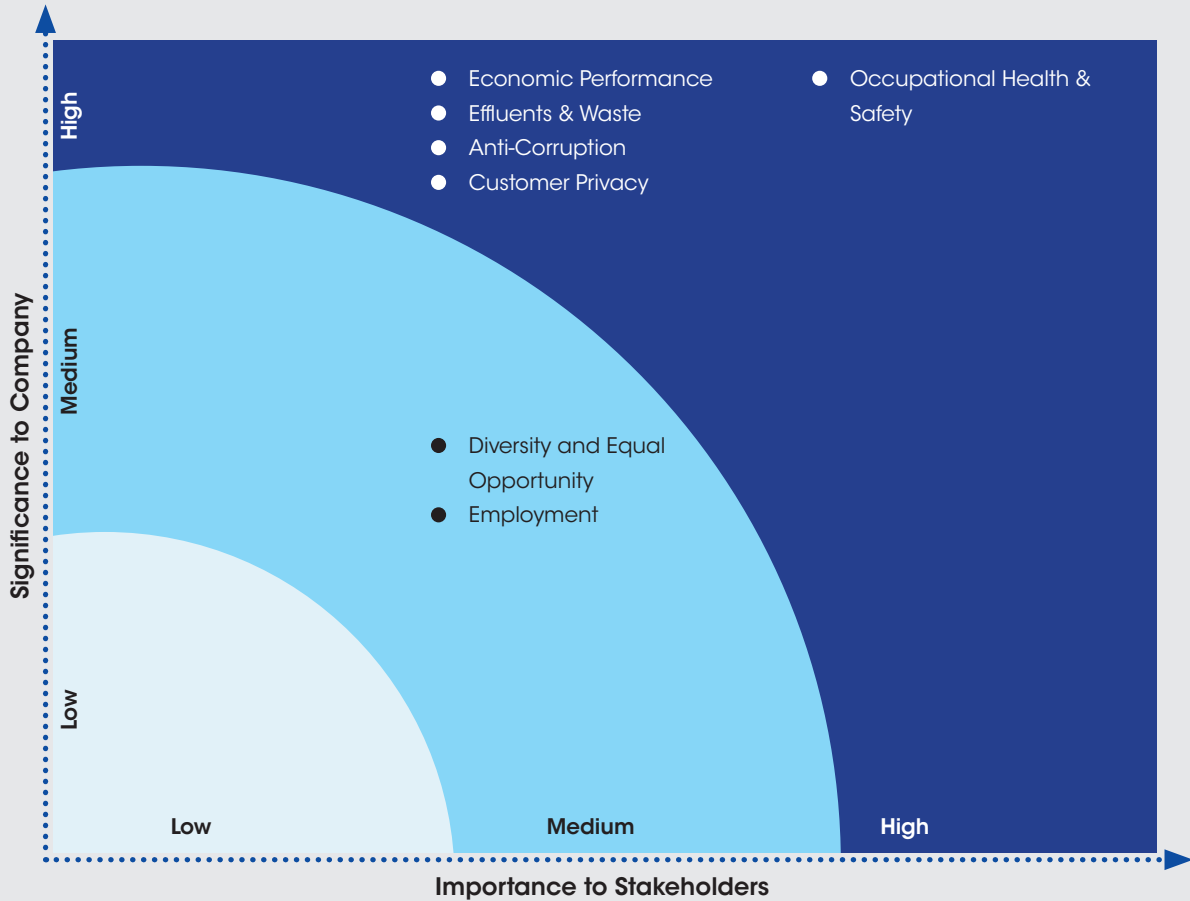 High
Economic Performance
Effluents & Waste
Anti-Corruption
Customer Privacy
Occupational Health &
Safety
Significance to Company
Medium
Diversity and Equal
Opportunity
Employment
Low
Low
Medium
High
Importance to Stakeholders